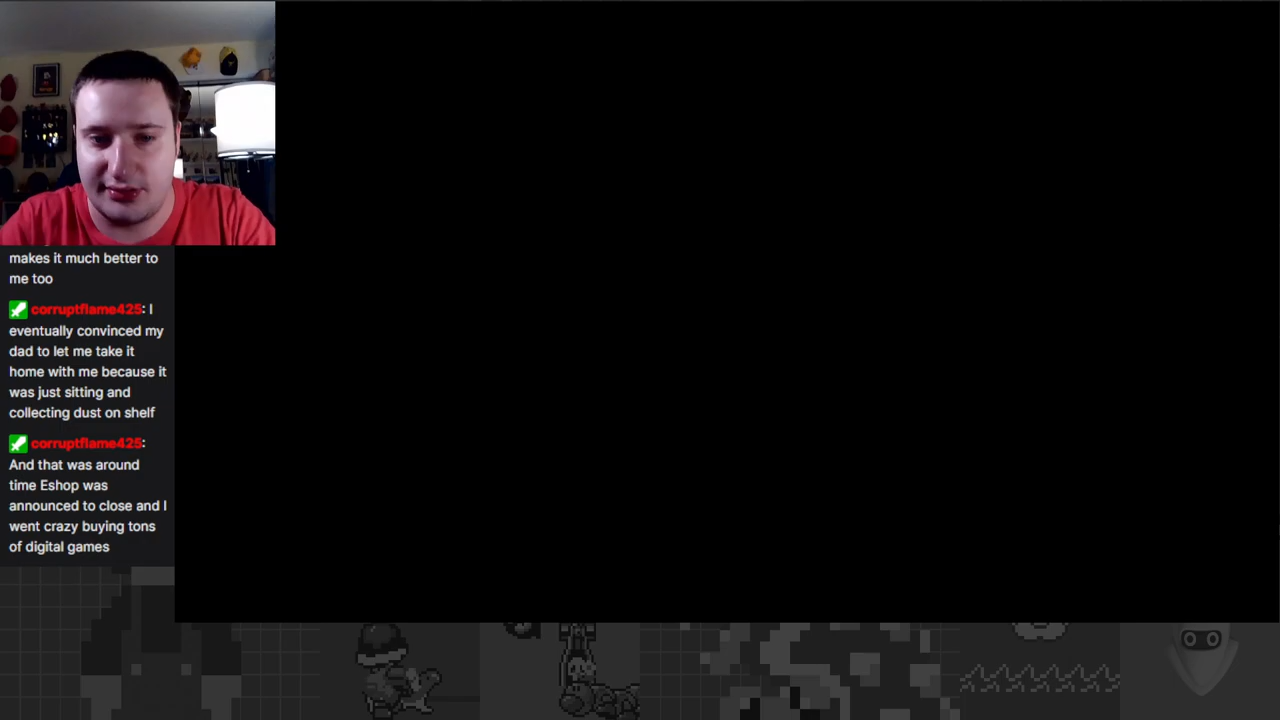 makes it much better to
me too
corruptflame425: I
eventually convinced my
dad to let me take it
home with me because it
was just sitting and
collecting dust on shelf
corruptflame425:
And that was around
time Eshop was
announced to close and I
went crazy buying tons
of digital games